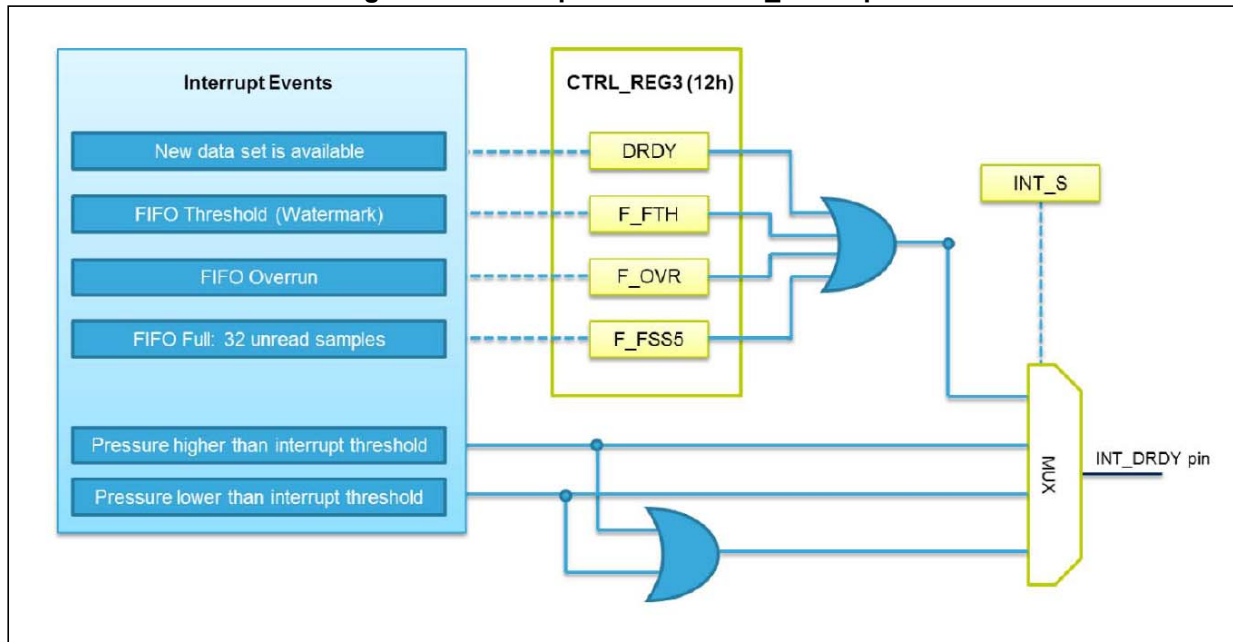 Interrupt Events
CTRL_REG3 (12h)
New data set is available
DRDY
INT_S
FIFO Threshold (Watermark)
F_FTH
FIFO Overrun
F_OVR
FIFO Full: 32 unread samples
F_FSS5
Pressure higher than interrupt threshold
MUX
INT_DRDY pin
Pressure lower than interrupt threshold